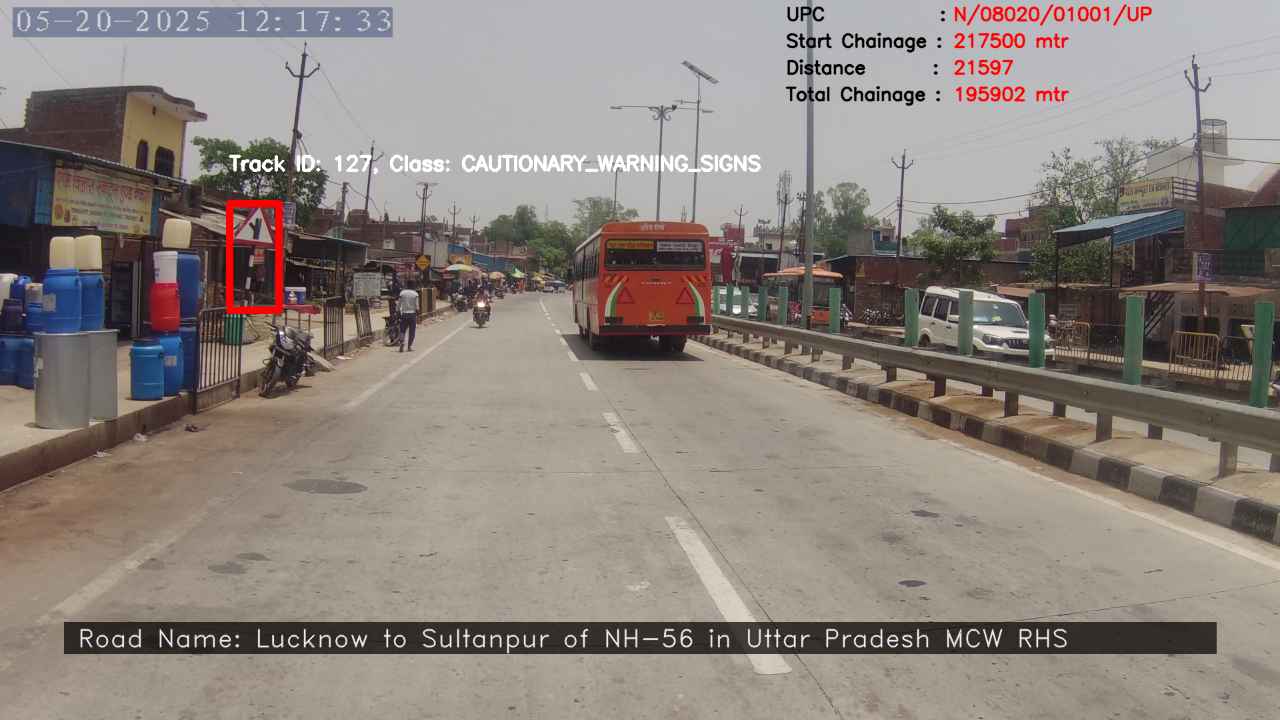 05-20-2025 12:17:33
UPC : N/08020/01001/UP
Start Chainage : 217500 mtr
Distance : 21597
Total Chainage : 195902 mtr
Track ID: 127, Class: CAUTIONARY_WARNING_SIGNS
Road Name: Lucknow to Sultanpur of NH-56 in Uttar Pradesh MCW RHS